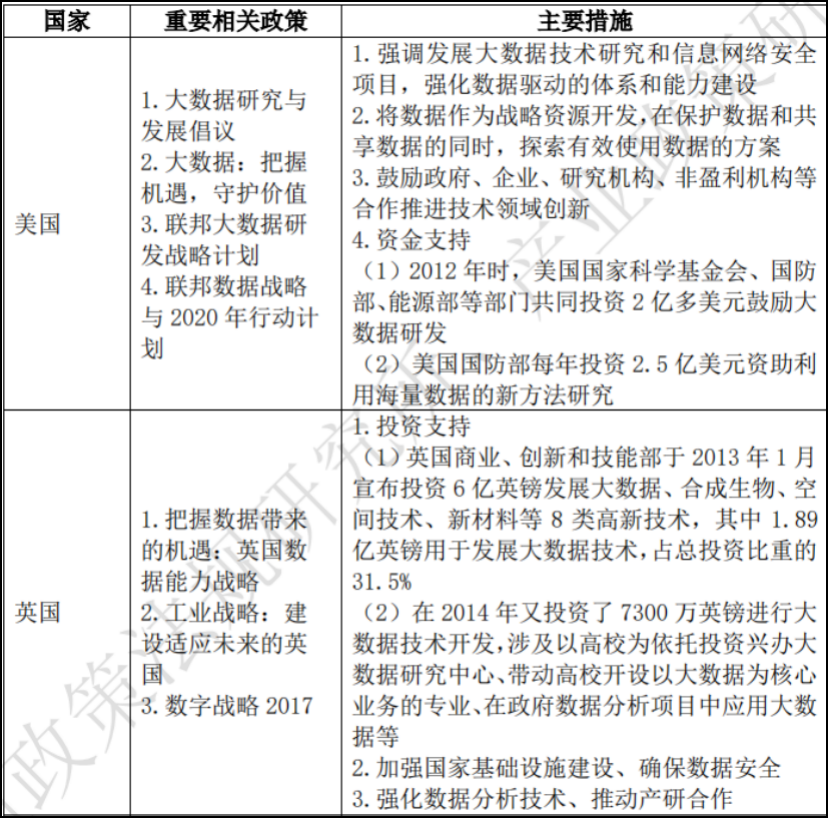 国家 重要相关政策 主要措施
美国
1.大数据研究与
发展倡议
2.大数据：把握
机遇，守护价值
3.联邦大数据研
发战略计划
4.联邦数据战略
与 2020 年行动计
划
1.强调发展大数据技术研究和信息网络安全
项目，强化数据驱动的体系和能力建设
2.将数据作为战略资源开发，在保护数据和共
享数据的同时，探索有效使用数据的方案
3.鼓励政府、企业、研究机构、非盈利机构等
合作推进技术领域创新
4.资金支持
（1）2012 年时，美国国家科学基金会、国防
部、能源部等部门共同投资 2 亿多美元鼓励大
数据研发
（2）美国国防部每年投资 2.5 亿美元资助利
用海量数据的新方法研究
英国
1.把握数据带来
的机遇：英国数
据能力战略
2.工业战略：建
设适应未来的英
国
3.数字战略 2017
1.投资支持
（1）英国商业、创新和技能部于 2013 年 1 月
宣布投资 6 亿英镑发展大数据、合成生物、空
间技术、新材料等 8 类高新技术，其中 1.89
亿英镑用于发展大数据技术，占总投资比重的
31.5%
（2）在 2014 年又投资了 7300 万英镑进行大
数据技术开发，涉及以高校为依托投资兴办大
数据研究中心、带动高校开设以大数据为核心
业务的专业、在政府数据分析项目中应用大数
据等
2.加强国家基础设施建设、确保数据安全
3.强化数据分析技术、推动产研合作
政策法规研究所
产业政策研